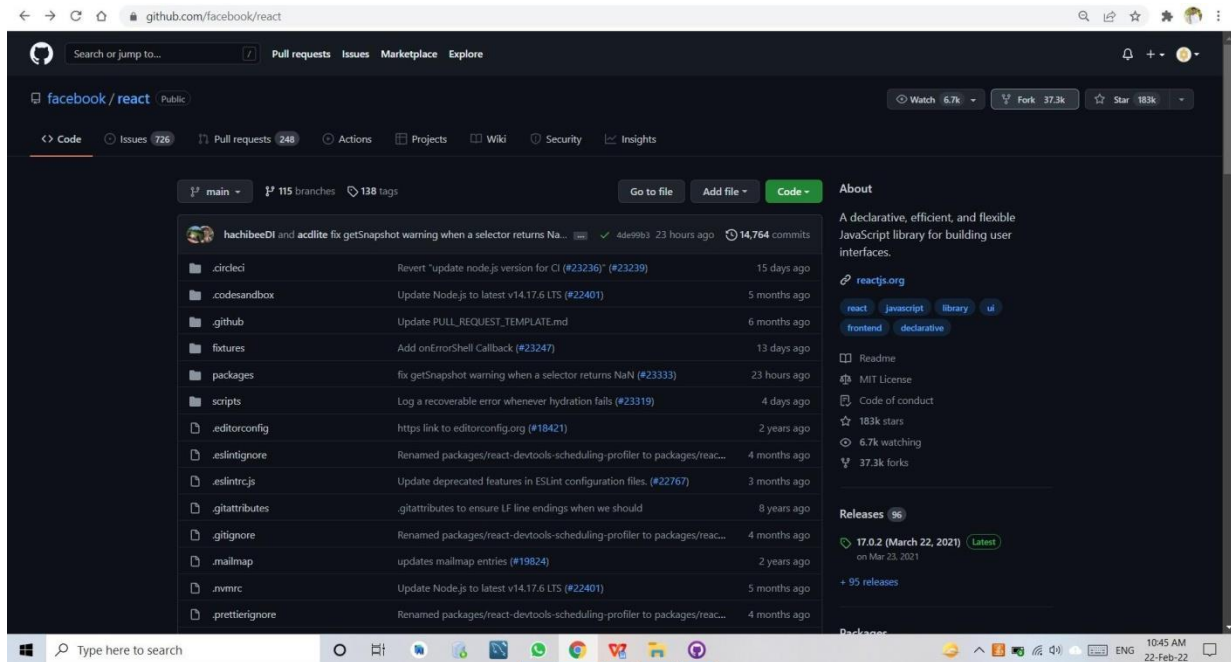 github.com/facebook/react
Search or jump to... / Pull requests Issues Marketplace Explore
facebook / react Public
Watch 6.7k Fork 37.3k Star 183k
<> Code Issues 726 Pull requests 248 Actions Projects Wiki Security Insights
main 115 branches 138 tags Go to file Add file Code
hachibeeDI and acdlite fix getSnapshot warning when a selector returns Na... ... 4de99b3 23 hours ago 14,764 commits
.circleci Revert "update node.js version for CI (#23236)" (#23239) 15 days ago
.codesandbox Update Node.js to latest v14.17.6 LTS (#22401) 5 months ago
.github Update PULL_REQUEST_TEMPLATE.md 6 months ago
fixtures Add onErrorShell Callback (#23247) 13 days ago
packages fix getSnapshot warning when a selector returns NaN (#23333) 23 hours ago
scripts Log a recoverable error whenever hydration fails (#23319) 4 days ago
.editorconfig https link to editorconfig.org (#18421) 2 years ago
.eslintignore Renamed packages/react-devtools-scheduling-profiler to packages/reac... 4 months ago
.eslintrc.js Update deprecated features in ESLint configuration files. (#22767) 3 months ago
.gitattributes .gitattributes to ensure LF line endings when we should 8 years ago
.gitignore Renamed packages/react-devtools-scheduling-profiler to packages/reac... 4 months ago
.mailmap updates mailmap entries (#19824) 2 years ago
.nvmrc Update Node.js to latest v14.17.6 LTS (#22401) 5 months ago
.prettierignore Renamed packages/react-devtools-scheduling-profiler to packages/reac... 4 months ago
About
A declarative, efficient, and flexible
JavaScript library for building user
interfaces.
reactjs.org
react javascript library ui
frontend declarative
Readme
MIT License
Code of conduct
183k stars
6.7k watching
37.3k forks
Releases 96
17.0.2 (March 22, 2021) Latest
on Mar 23, 2021
+ 95 releases
Packages
Type here to search
ENG 10:45 AM
22-Feb-22